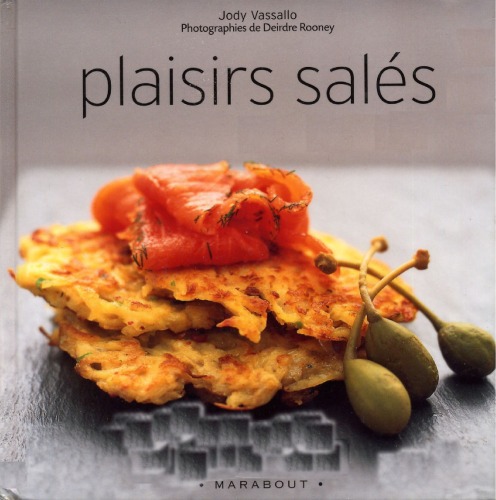 Jody Vassallo
Photographies de Deirdre Rooney
plaisirs salés
• MARABOUT •